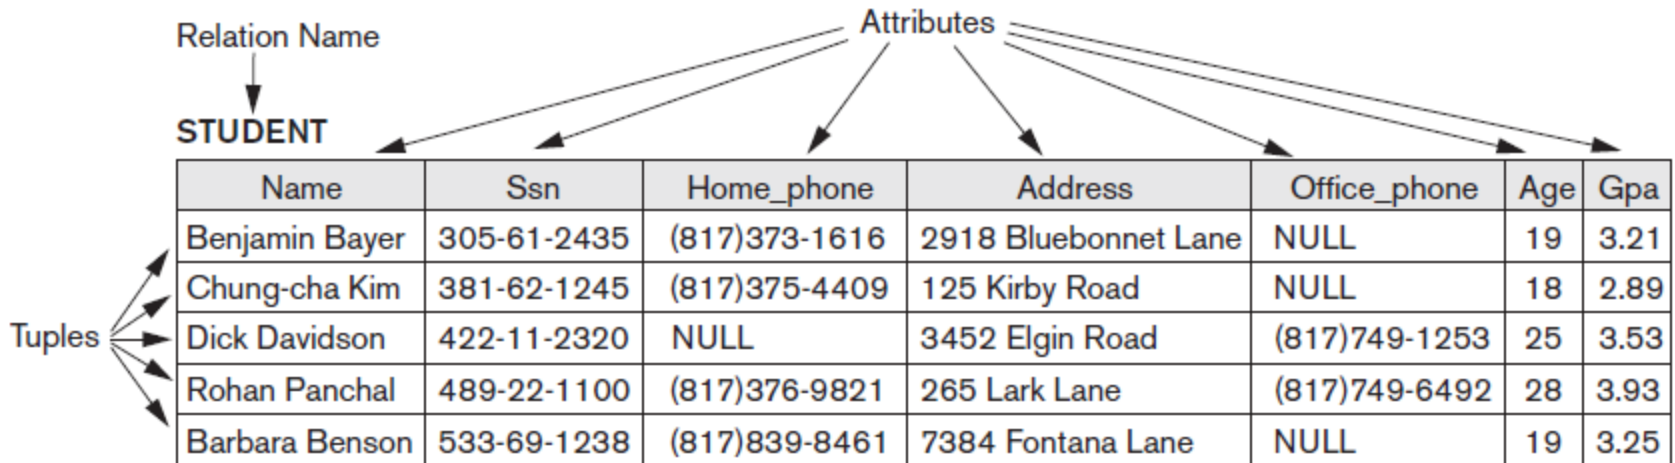 Attributes
Relation Name
STUDENT
Name Ssn Home_phone Address Office_phone Age Gpa
Benjamin Bayer 305-61-2435 (817)373-1616 2918 Bluebonnet Lane NULL 19 3.21
Chung-cha Kim 381-62-1245 (817)375-4409 125 Kirby Road NULL 18 2.89
Tuples Dick Davidson 422-11-2320 NULL 3452 Elgin Road (817)749-1253 25 3.53
Rohan Panchal 489-22-1100 (817)376-9821 265 Lark Lane (817)749-6492 28 3.93
Barbara Benson 533-69-1238 (817)839-8461 7384 Fontana Lane NULL 19 3.25